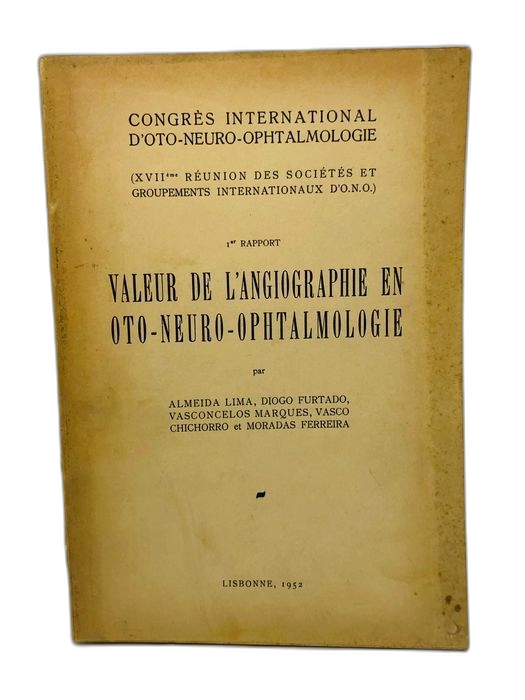 CONGRÈS INTERNATIONAL
D'OTO-NEURO-OPHTALMOLOGIE
(XVIIème RÉUNION DES SOCIÉTÉS ET
GROUPEMENTS INTERNATIONAUX D'O.N.O.)
1er RAPPORT
VALEUR DE L'ANGIOGRAPHIE EN
OTO-NEURO-OPHTALMOLOGIE
par
ALMEIDA LIMA, DIOGO FURTADO,
VASCONCELOS MARQUES, VASCO
CHICHORRO et MORADAS FERREIRA
LISBONNE, 1952